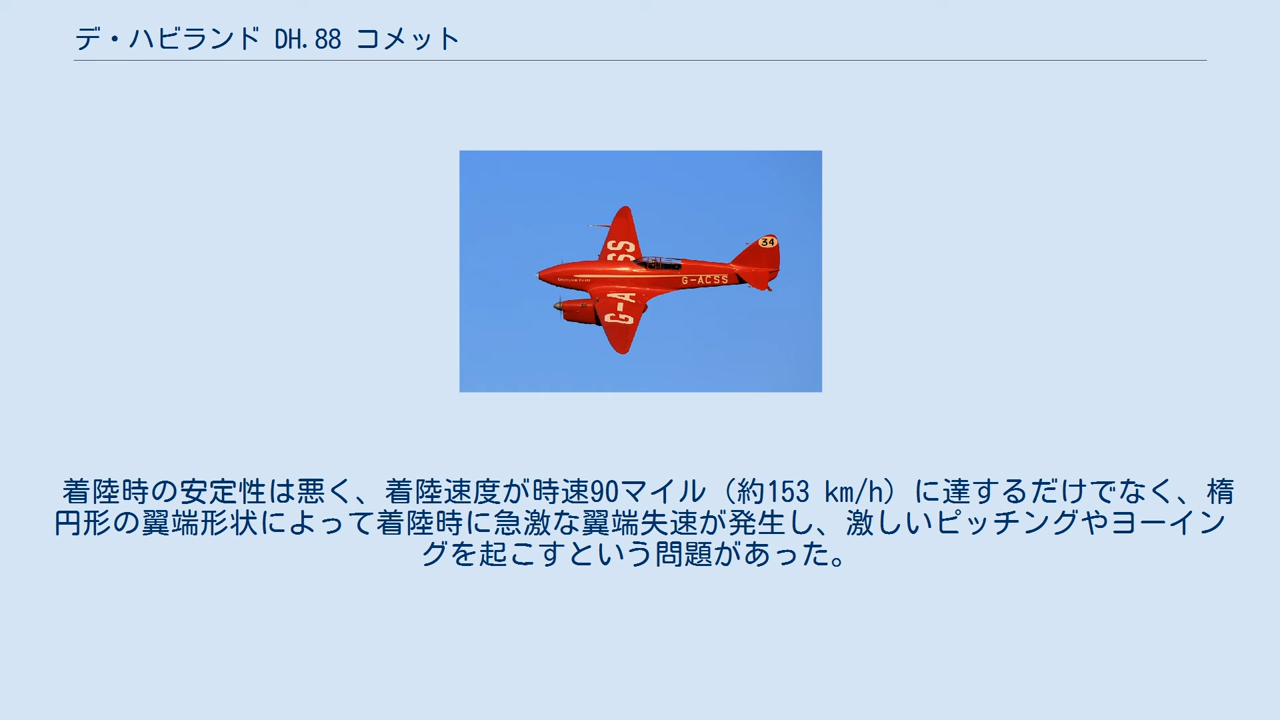 デ・ハビランド DH.88 コメット
34
G-ACSS
SS
G-A
着陸時の安定性は悪く、着陸速度が時速90マイル（約153 km/h）に達するだけでなく、楕
円形の翼端形状によって着陸時に急激な翼端失速が発生し、激しいピッチングやヨーイン
グを起こすという問題があった。